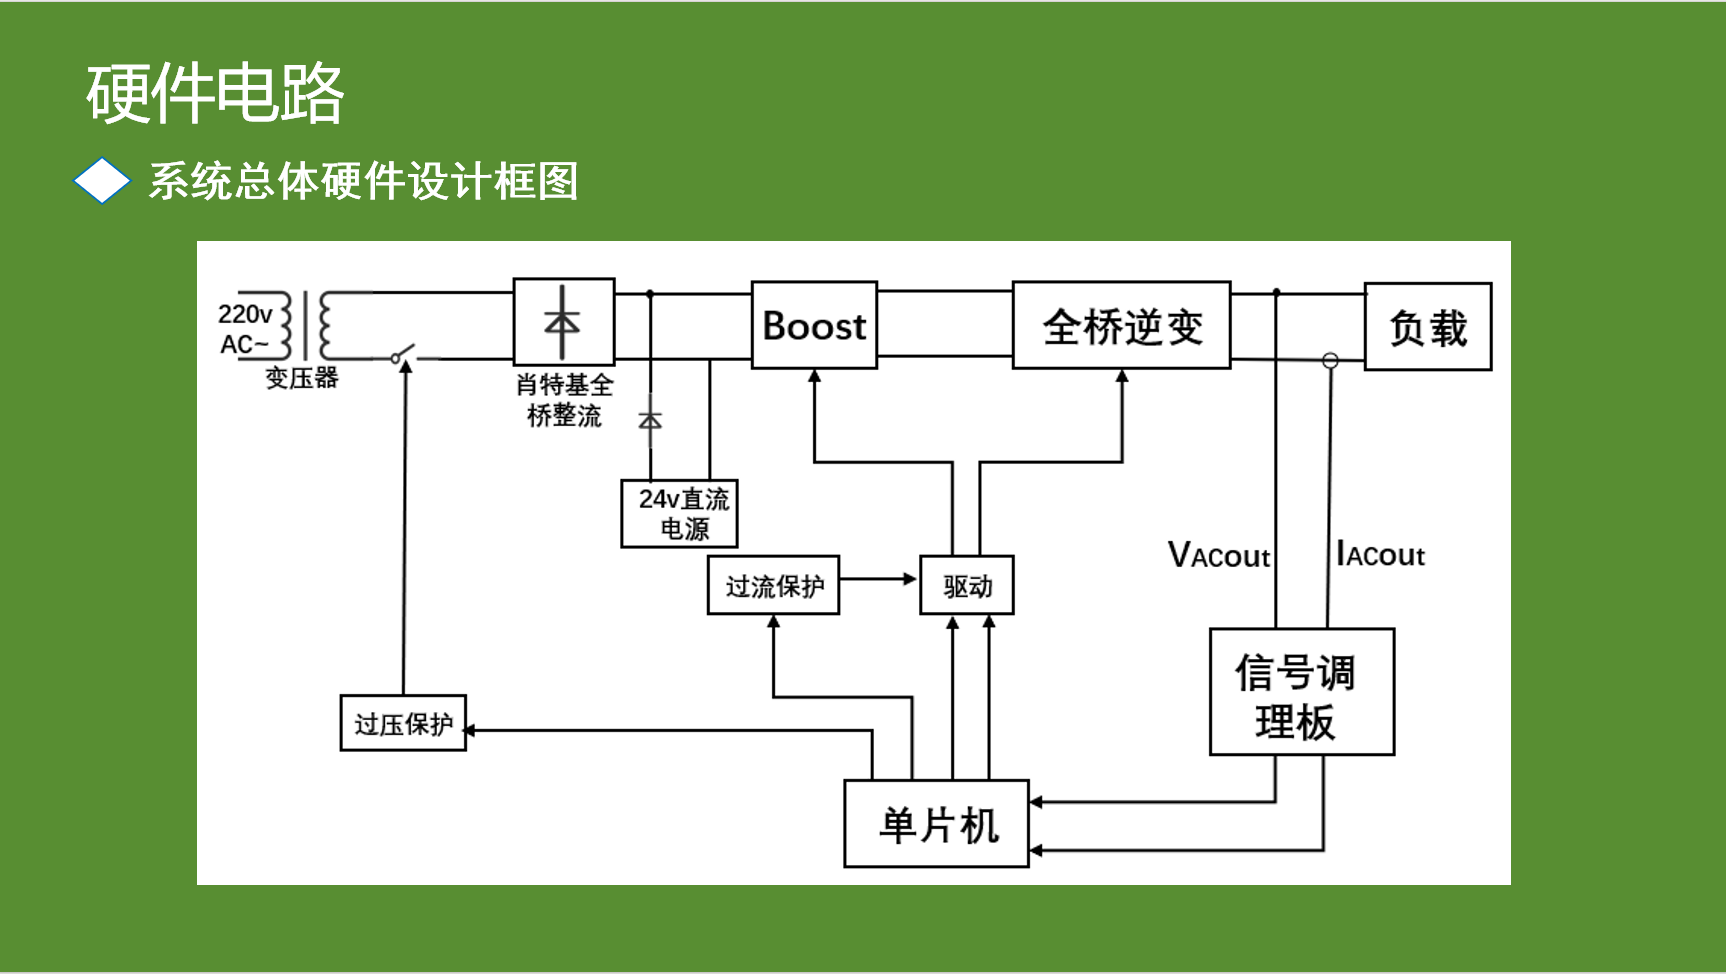 硬件电路
系统总体硬件设计框图
220v
AC~
变压器
肖特基全
桥整流
Boost
全桥逆变
负载
24v直流
电源
过流保护
驱动
VACout
IACout
信号调
理板
过压保护
单片机